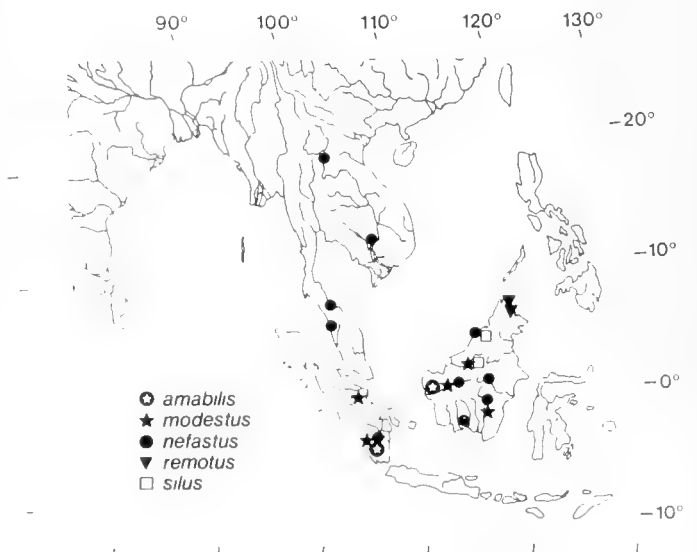 90° 100° 110° 120° 130°
–20°
–10°
–0°
amabilis
modestus
nefastus
remotus
silus
–10°